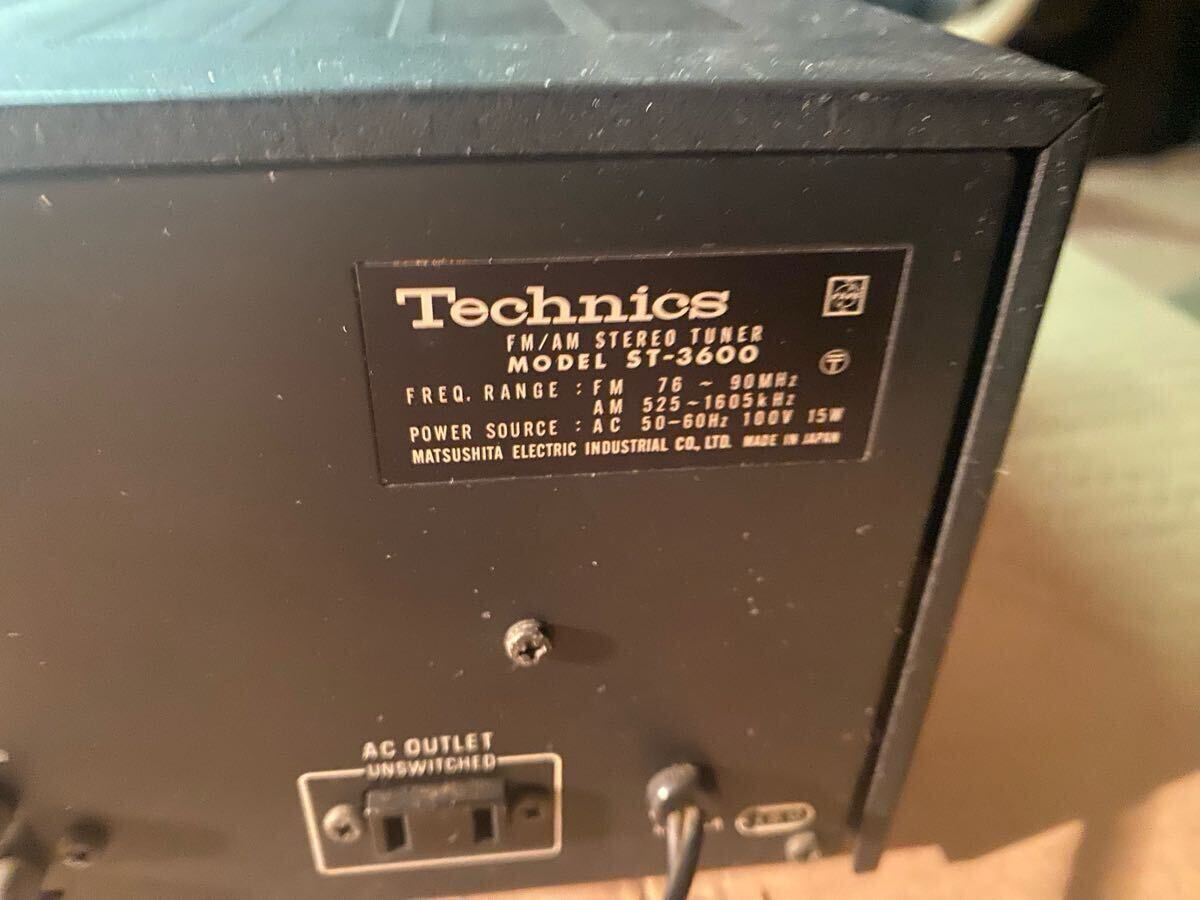 Technics
FM/AM STEREO TUNER
MODEL ST-3600
FREQ. RANGE : FM 76 ~ 90MHz
AM 525~1605kHz
POWER SOURCE : AC 50-60Hz 100V 15W
MATSUSHITA ELECTRIC INDUSTRIAL CO., LTD. MADE IN JAPAN
T
AC OUTLET
UNSWITCHED